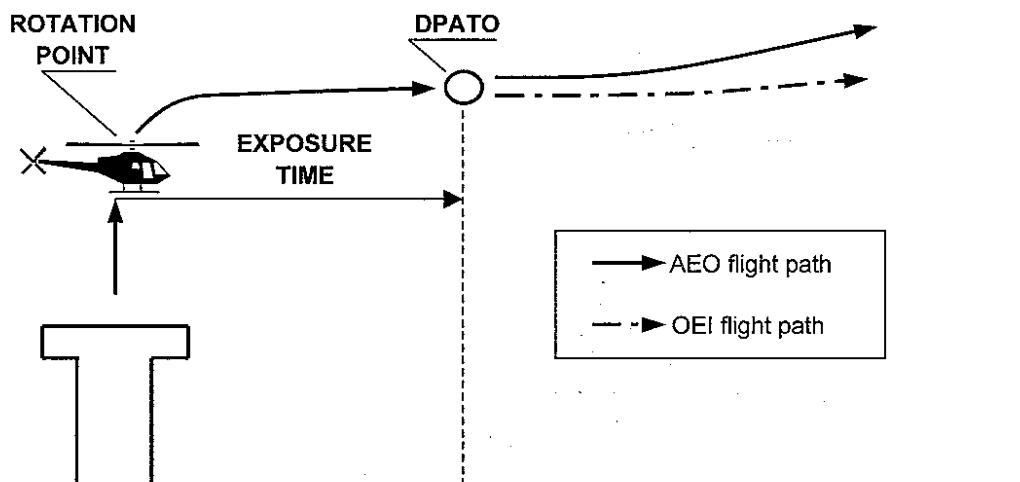 ROTATION
POINT
DPATO
EXPOSURE
TIME
AEO flight path
OEI flight path